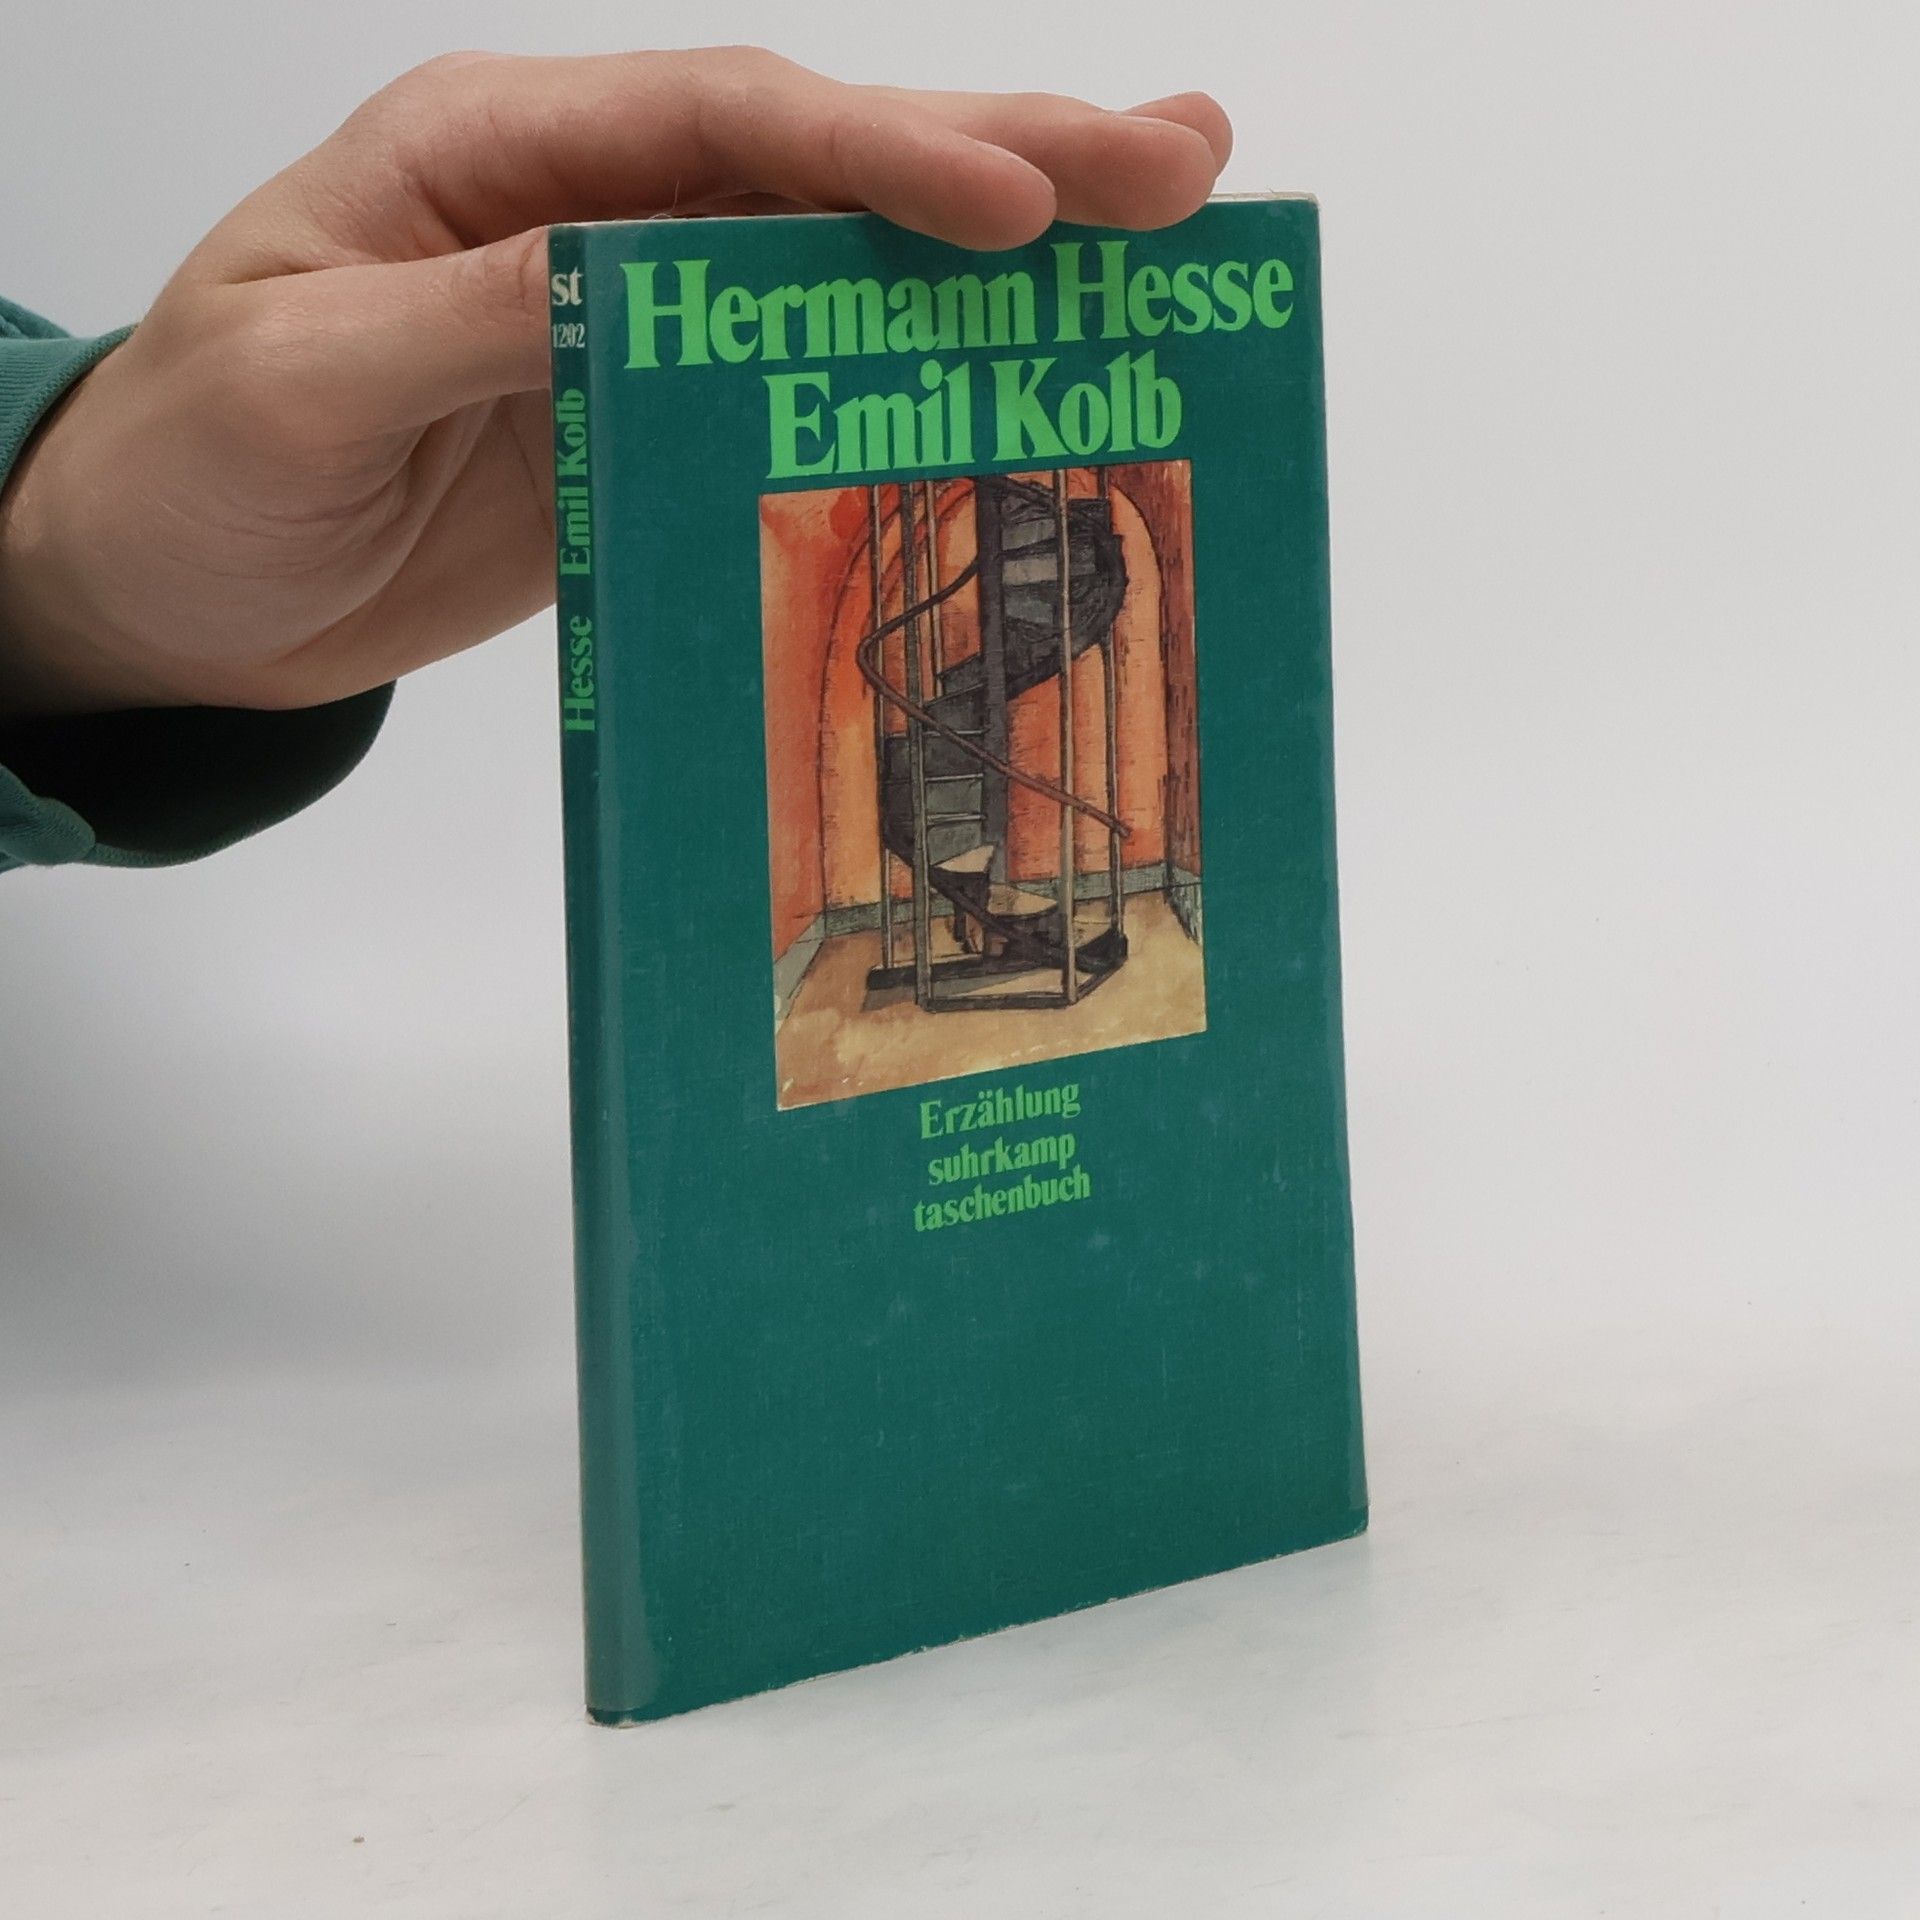 st
1202
Hesse Emil Kolb
Hermann Hesse
Emil Kolb
Erzählung
suhrkamp
taschenbuch